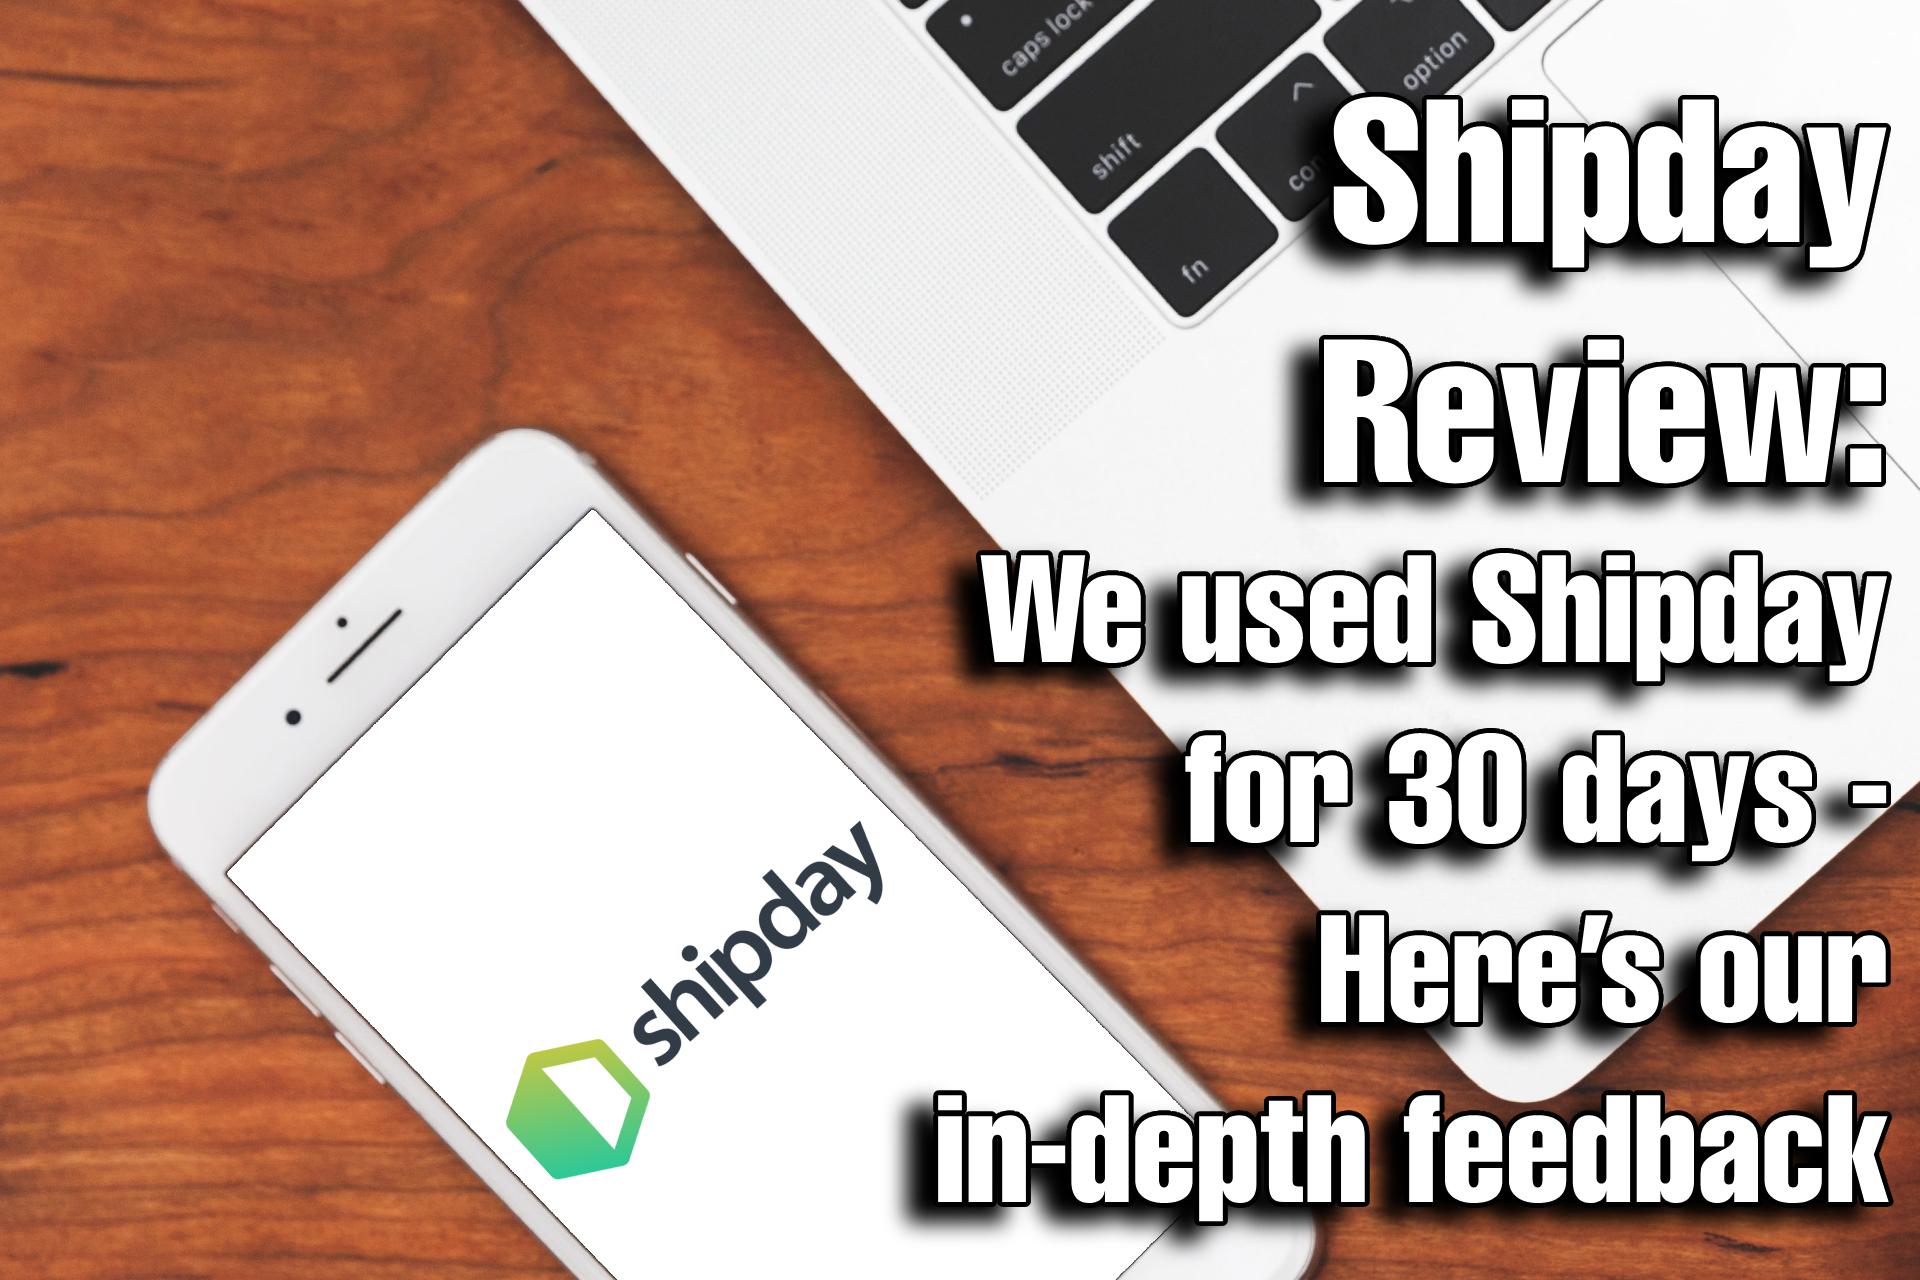 caps lock
option
shift
fn
Shipday
Review:
We used Shipday
for 30 days -
Here's our
in-depth feedback
shipday